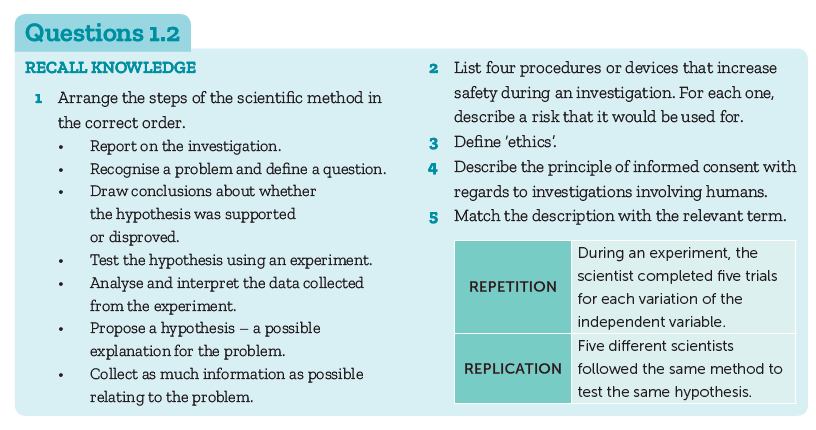 Questions 1.2
RECALL KNOWLEDGE
1 Arrange the steps of the scientific method in
the correct order.
• Report on the investigation.
• Recognise a problem and define a question.
• Draw conclusions about whether
the hypothesis was supported
or disproved.
• Test the hypothesis using an experiment.
• Analyse and interpret the data collected
from the experiment.
• Propose a hypothesis – a possible
explanation for the problem.
• Collect as much information as possible
relating to the problem.
2 List four procedures or devices that increase
safety during an investigation. For each one,
describe a risk that it would be used for.
3 Define ‘ethics’.
4 Describe the principle of informed consent with
regards to investigations involving humans.
5 Match the description with the relevant term.
REPETITION
During an experiment, the
scientist completed five trials
for each variation of the
independent variable.
REPLICATION
Five different scientists
followed the same method to
test the same hypothesis.